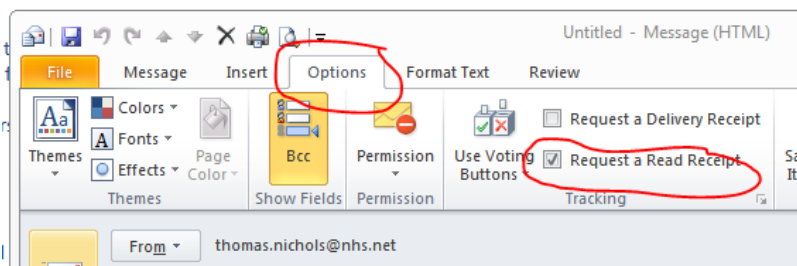 Untitled - Message (HTML)
File Message Insert Options Format Text Review
Aa
Themes
Colors
A Fonts
Effects
Page Color
Themes
Bcc
Show Fields
Permission
Permission
Use Voting Buttons
Request a Delivery Receipt
Request a Read Receipt
Tracking
From thomas.nichols@nhs.net